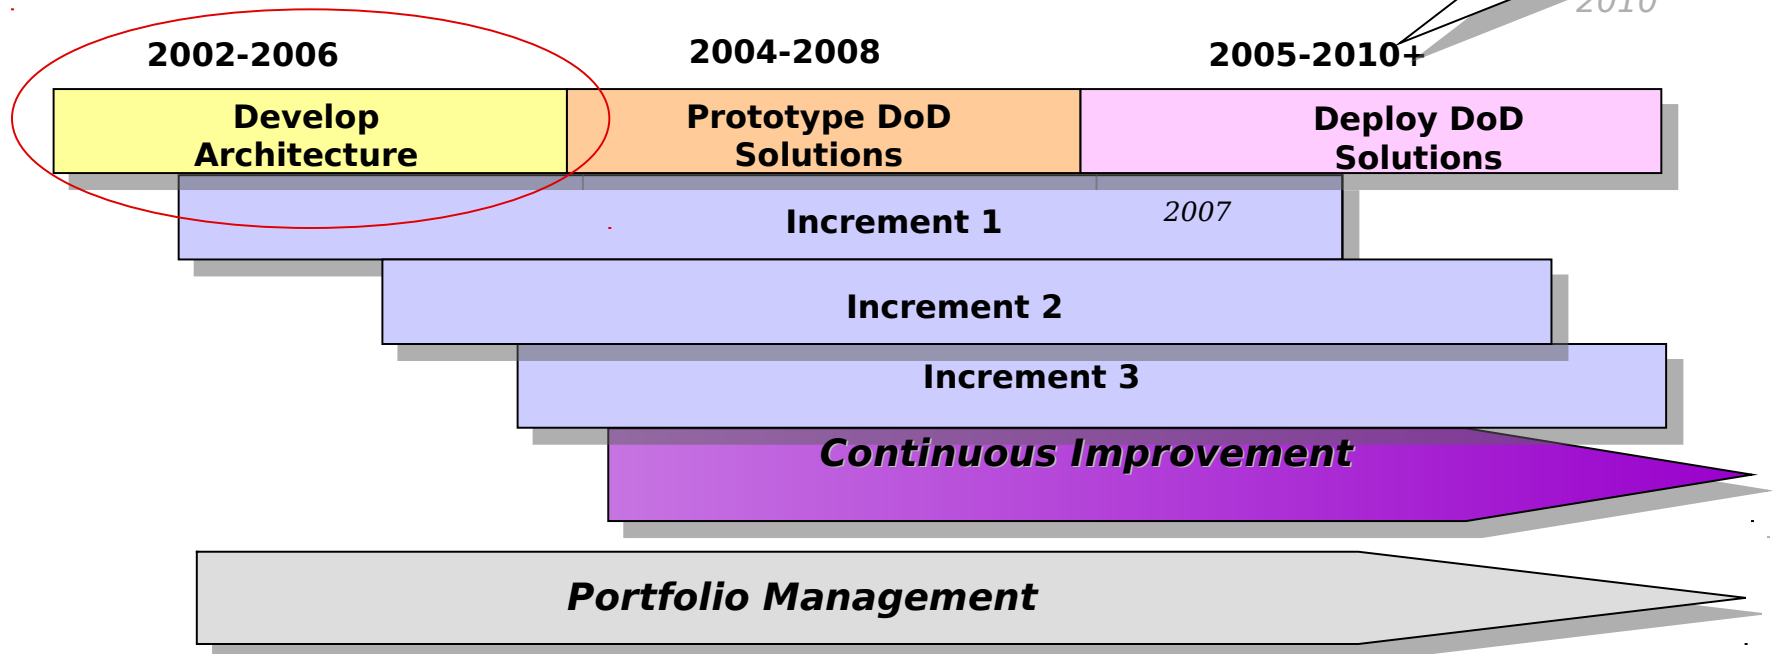 2010
2002-2006
2004-2008
2005-2010+
Develop
Architecture
Prototype DoD
Solutions
Deploy DoD
Solutions
Increment 1
2007
Increment 2
Increment 3
Continuous Improvement
Portfolio Management